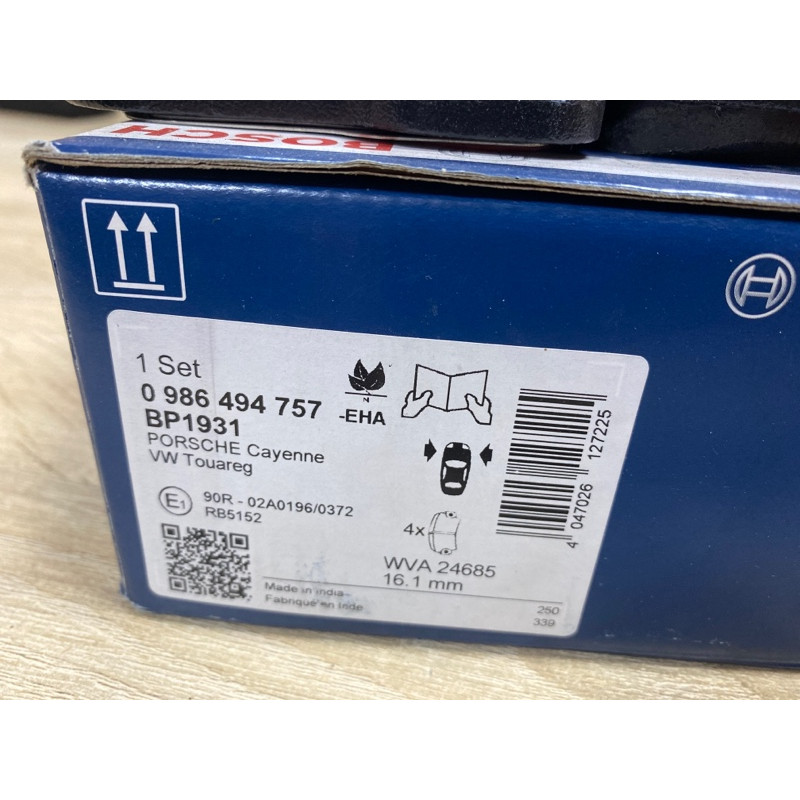 BOSCH
1 Set
0 986 494 757 -EHA
BP1931
PORSCHE Cayenne
VW Touareg
N
E1 90R - 02A0196/0372
RB5152
4x
WVA 24685
16.1 mm
Made in India
Fabriqué en Inde
250
339
4 047026 127225